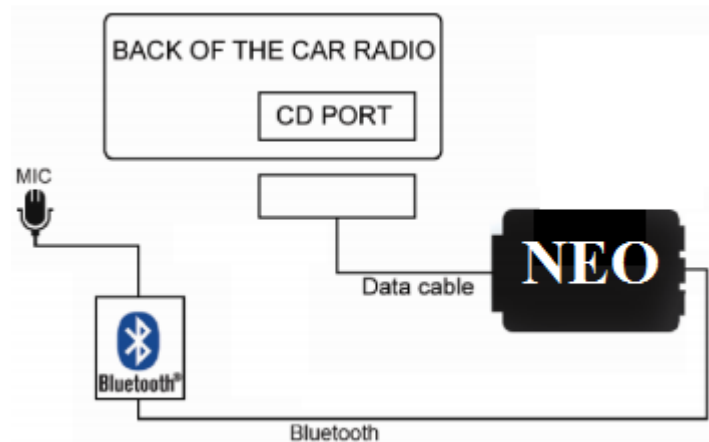 BACK OF THE CAR RADIO
CD PORT
MIC
NEO
Data cable
Bluetooth®
Bluetooth